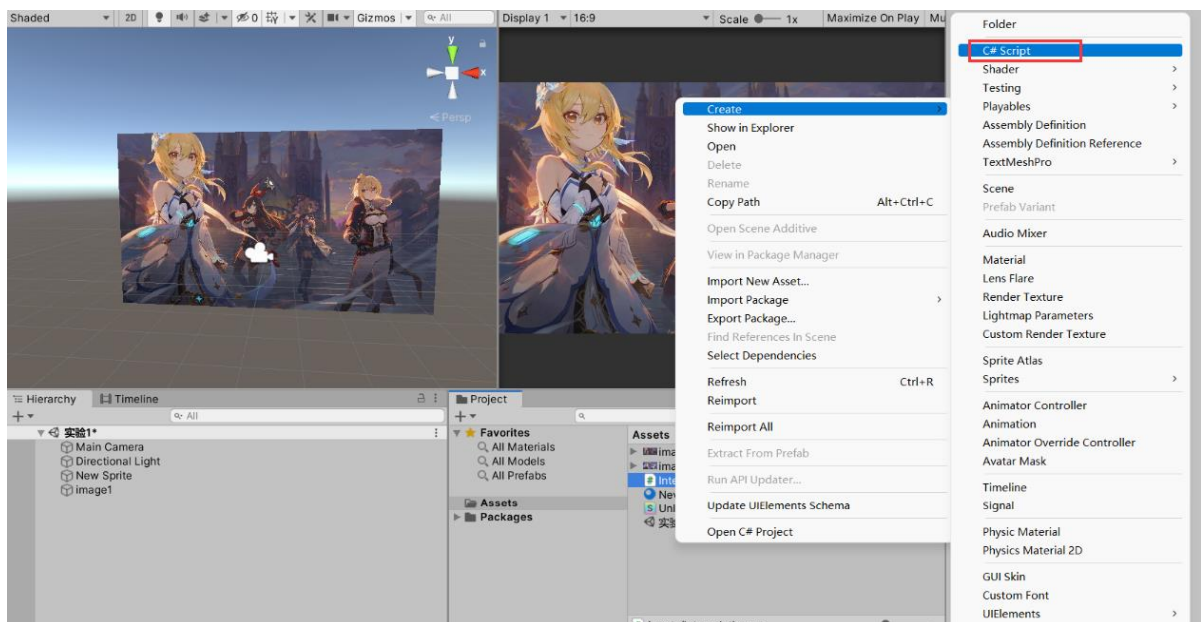 Shaded 2D 0 Gizmos All
Display 1 16:9 Scale 1x Maximize On Play
y
x
Persp
Hierarchy Timeline
All
实验1*
Main Camera
Directional Light
New Sprite
image1
Project
Favorites
All Materials
All Models
All Prefabs
Assets
Packages
Assets
Create
Show in Explorer
Open
Delete
Rename
Copy Path Alt+Ctrl+C
Open Scene Additive
View in Package Manager
Import New Asset...
Import Package
Export Package...
Find References In Scene
Select Dependencies
Refresh Ctrl+R
Reimport
Reimport All
Extract From Prefab
Run API Updater...
Update UIElements Schema
Open C# Project
Folder
C# Script
Shader
Testing
Playables
Assembly Definition
Assembly Definition Reference
TextMeshPro
Scene
Prefab Variant
Audio Mixer
Material
Lens Flare
Render Texture
Lightmap Parameters
Custom Render Texture
Sprite Atlas
Sprites
Animator Controller
Animation
Animator Override Controller
Avatar Mask
Timeline
Signal
Physic Material
Physics Material 2D
GUI Skin
Custom Font
UIElements